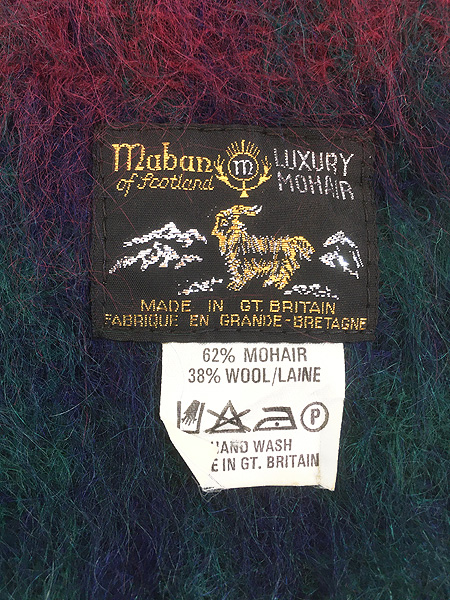 Maban
of Scotland
m
LUXURY
MOHAIR
MADE IN GT. BRITAIN
FABRIQUE EN GRANDE-BRETAGNE
62% MOHAIR
38% WOOL/LAINE
P
HAND WASH
E IN GT. BRITAIN